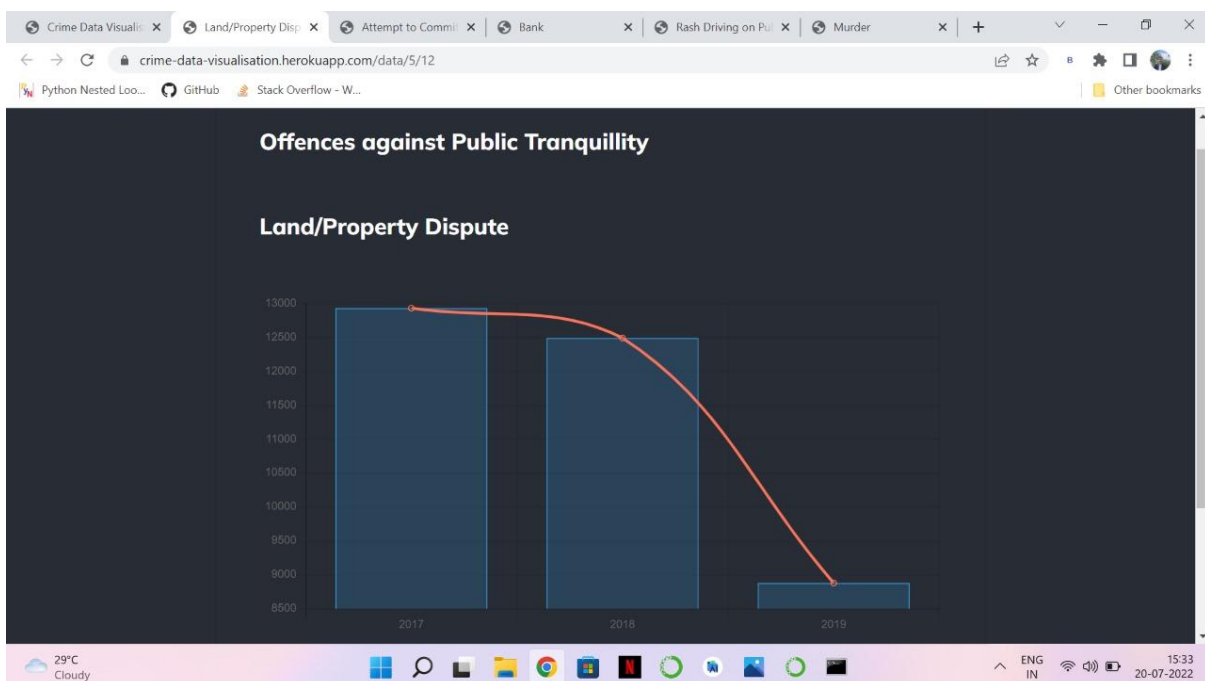 Crime Data Visualis
Land/Property Disp
Attempt to Commi
Bank
Rash Driving on Pu
Murder
crime-data-visualisation.herokuapp.com/data/5/12
B
Python Nested Loo...
GitHub
Stack Overflow - W...
Other bookmarks
Offences against Public Tranquillity
Land/Property Dispute
13000
12500
12000
11500
11000
10500
10000
9500
9000
8500
2017 2018 2019
29°C
Cloudy
N
ENG
IN
15:33
20-07-2022